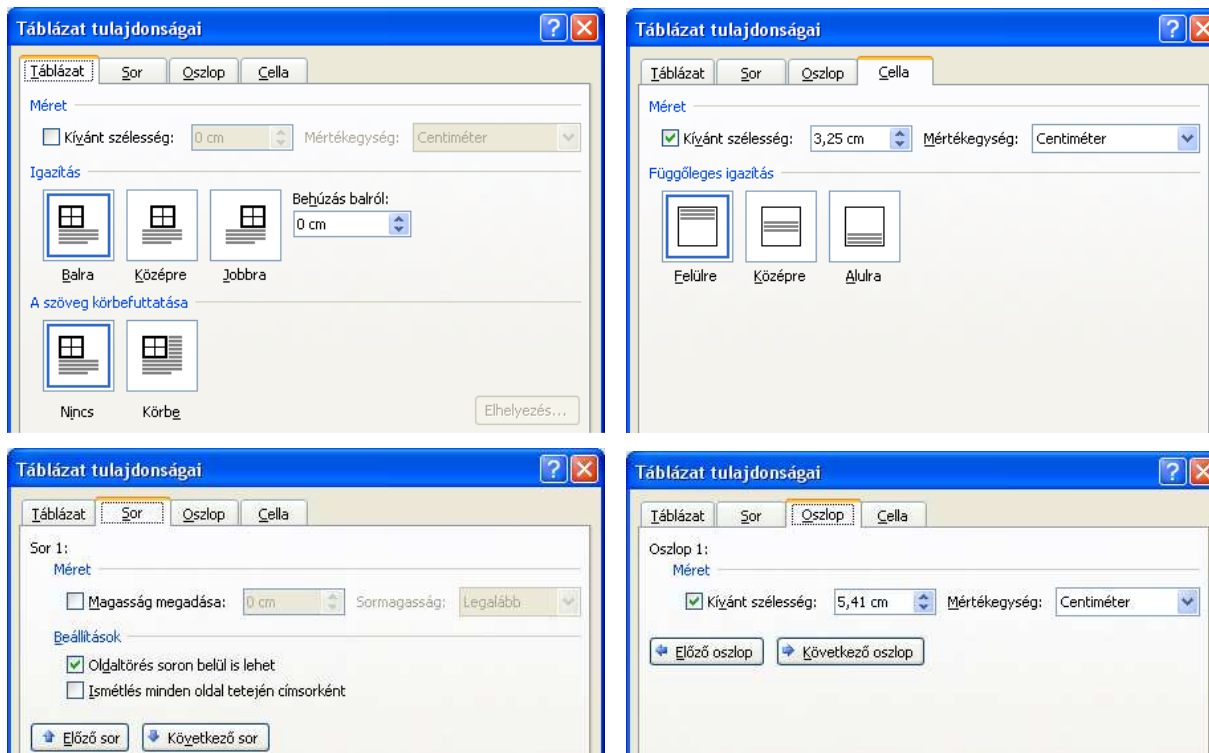 Táblázat tulajdonságai
Táblázat Sor Oszlop Cella
Méret
Kívánt szélesség: 0 cm Mértékegység: Centiméter
Igazítás
Behúzás balról:
0 cm
Balra Középre Jobbra
A szöveg körbefuttatása
Nincs Körbe
Elhelyezés...
Táblázat tulajdonságai
Táblázat Sor Oszlop Cella
Méret
Kívánt szélesség: 3,25 cm Mértékegység: Centiméter
Függőleges igazítás
Felülre Középre Alulra
Táblázat tulajdonságai
Táblázat Sor Oszlop Cella
Sor 1:
Méret
Magasság megadása: 0 cm Sormagasság: Legalább
Beállítások
Oldaltörés soron belül is lehet
Ismétlés minden oldal tetején címsorként
Előző sor Következő sor
Táblázat tulajdonságai
Táblázat Sor Oszlop Cella
Oszlop 1:
Méret
Kívánt szélesség: 5,41 cm Mértékegység: Centiméter
Előző oszlop Következő oszlop